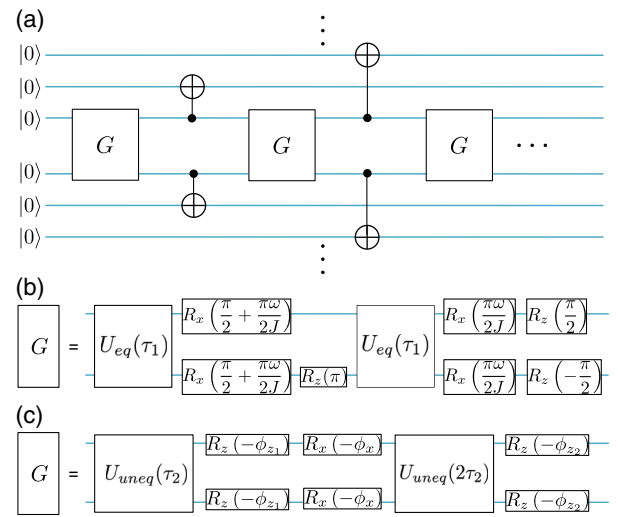 (a)
|0⟩
|0⟩
|0⟩ G G G
· · ·
|0⟩
|0⟩
|0⟩
(b)
G = U_{eq}(τ_1) R_x(π/2 + πω/2J) U_{eq}(τ_1) R_x(πω/2J) R_z(π/2)
R_x(π/2 + πω/2J) R_z(π) R_x(πω/2J) R_z(−π/2)
(c)
G = U_{uneq}(τ_2) R_z(−ϕ_{z_1}) R_x(−ϕ_x) U_{uneq}(2τ_2) R_z(−ϕ_{z_2})
R_z(−ϕ_{z_1}) R_x(−ϕ_x) R_z(−ϕ_{z_2})